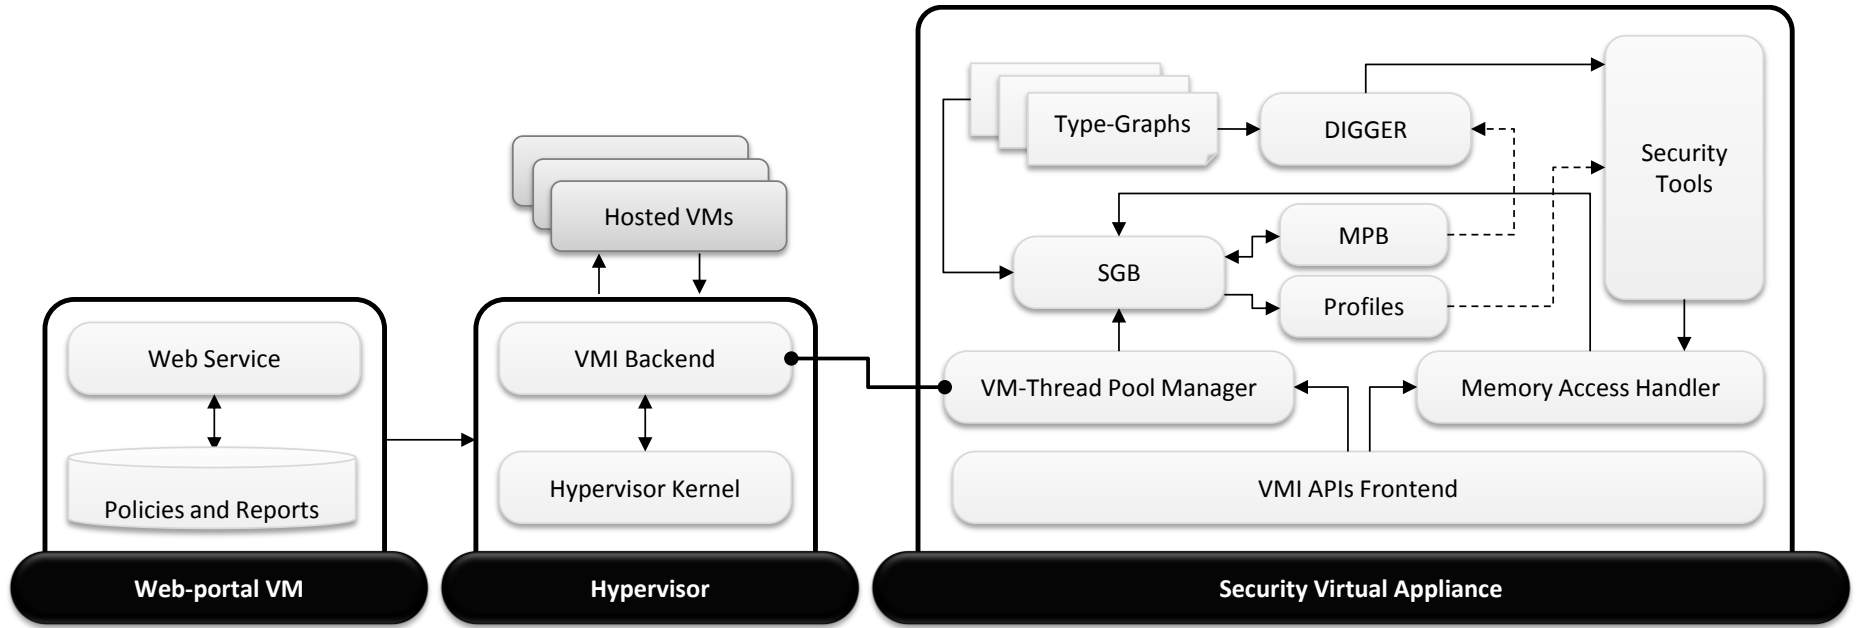 Type-Graphs
DIGGER
Security
Tools
Hosted VMs
MPB
SGB
Profiles
Web Service
VMI Backend
VM-Thread Pool Manager
Memory Access Handler
Policies and Reports
Hypervisor Kernel
VMI APIs Frontend
Web-portal VM
Hypervisor
Security Virtual Appliance